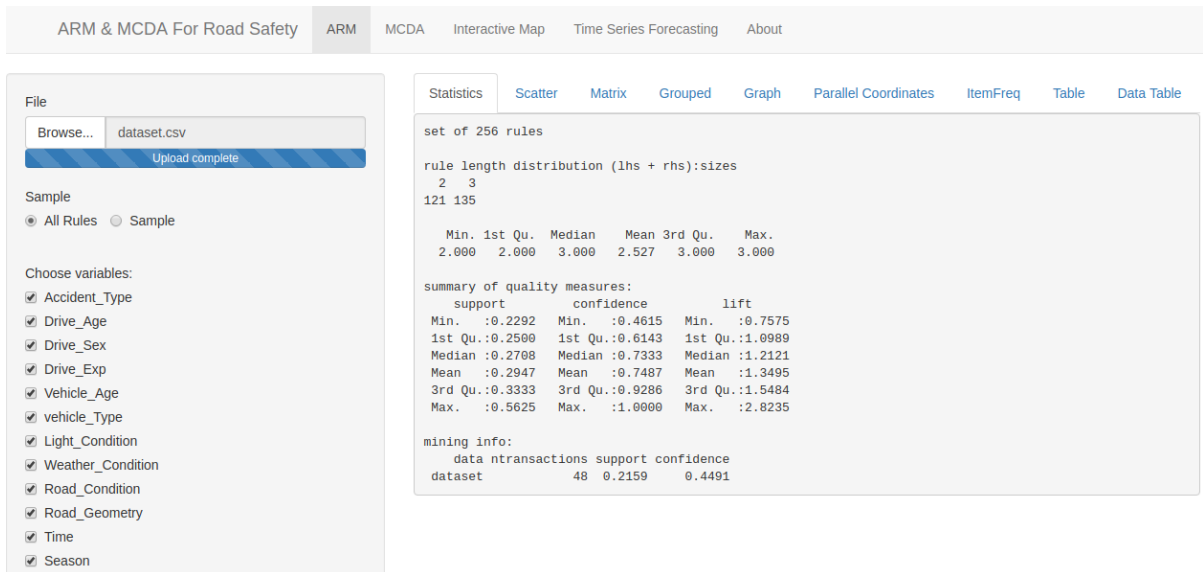 ARM & MCDA For Road Safety ARM MCDA Interactive Map Time Series Forecasting About
File
Browse... dataset.csv
Upload complete
Sample
All Rules Sample
Choose variables:
Accident_Type
Drive_Age
Drive_Sex
Drive_Exp
Vehicle_Age
vehicle_Type
Light_Condition
Weather_Condition
Road_Condition
Road_Geometry
Time
Season
Statistics Scatter Matrix Grouped Graph Parallel Coordinates ItemFreq Table Data Table
set of 256 rules
rule length distribution (lhs + rhs):sizes
2 3
121 135
Min. 1st Qu. Median Mean 3rd Qu. Max.
2.000 2.000 3.000 2.527 3.000 3.000
summary of quality measures:
support confidence lift
Min. :0.2292 Min. :0.4615 Min. :0.7575
1st Qu.:0.2500 1st Qu.:0.6143 1st Qu.:1.0989
Median :0.2708 Median :0.7333 Median :1.2121
Mean :0.2947 Mean :0.7487 Mean :1.3495
3rd Qu.:0.3333 3rd Qu.:0.9286 3rd Qu.:1.5484
Max. :0.5625 Max. :1.0000 Max. :2.8235
mining info:
data ntransactions support confidence
dataset 48 0.2159 0.4491